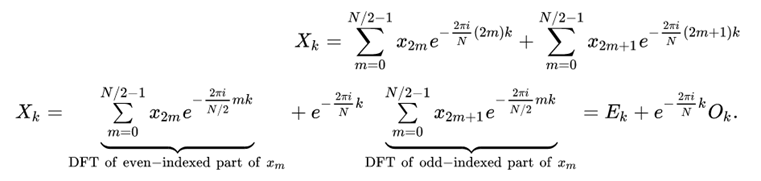 X_k = \sum_{m=0}^{N/2-1} x_{2m} e^{-\frac{2\pi i}{N}(2m)k} + \sum_{m=0}^{N/2-1} x_{2m+1} e^{-\frac{2\pi i}{N}(2m+1)k}
X_k = \underbrace{\sum_{m=0}^{N/2-1} x_{2m} e^{-\frac{2\pi i}{N/2}mk}}_{\text{DFT of even-indexed part of } x_m} + e^{-\frac{2\pi i}{N}k} \underbrace{\sum_{m=0}^{N/2-1} x_{2m+1} e^{-\frac{2\pi i}{N/2}mk}}_{\text{DFT of odd-indexed part of } x_m} = E_k + e^{-\frac{2\pi i}{N}k} O_k.